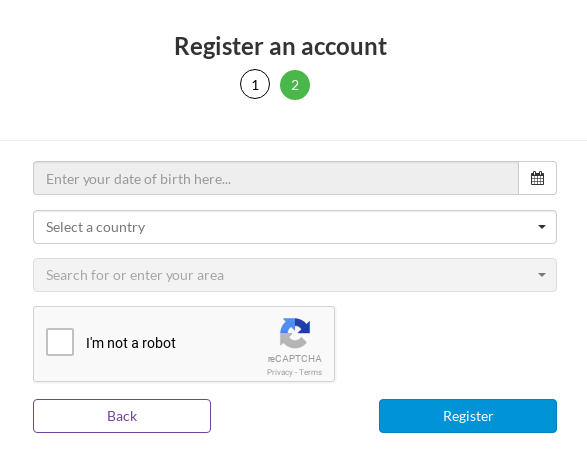 Register an account
1 2
Enter your date of birth here...
Select a country
Search for or enter your area
I'm not a robot
reCAPTCHA
Privacy - Terms
Back
Register